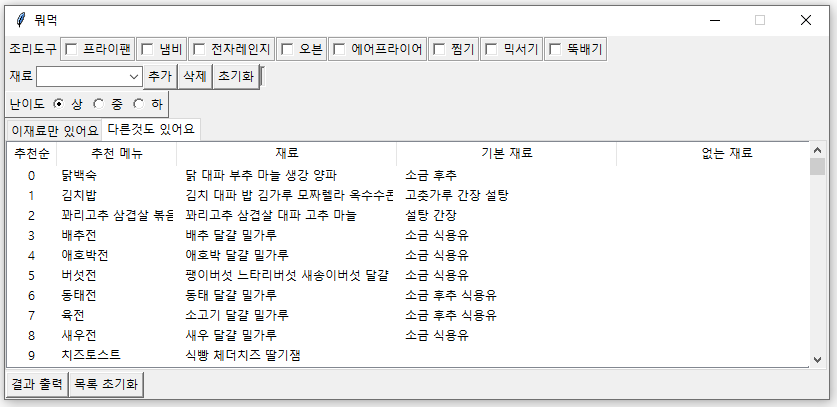 뭐먹
조리도구 프라이팬 냄비 전자레인지 오븐 에어프라이어 찜기 믹서기 뚝배기
재료 추가 삭제 초기화
난이도 상 중 하
이재료만 있어요 다른것도 있어요
추천순 추천 메뉴 재료 기본 재료 없는 재료
0 닭백숙 닭 대파 부추 마늘 생강 양파 소금 후추
1 김치밥 김치 대파 밥 김가루 모짜렐라 옥수수콘 고춧가루 간장 설탕
2 꽈리고추 삼겹살 볶음 꽈리고추 삼겹살 대파 고추 마늘 설탕 간장
3 배추전 배추 달걀 밀가루 소금 식용유
4 애호박전 애호박 달걀 밀가루 소금 식용유
5 버섯전 팽이버섯 느타리버섯 새송이버섯 달걀 소금 식용유
6 동태전 동태 달걀 밀가루 소금 후추 식용유
7 육전 소고기 달걀 밀가루 소금 후추 식용유
8 새우전 새우 달걀 밀가루 소금 식용유
9 치즈토스트 식빵 체더치즈 딸기잼
결과 출력 목록 초기화